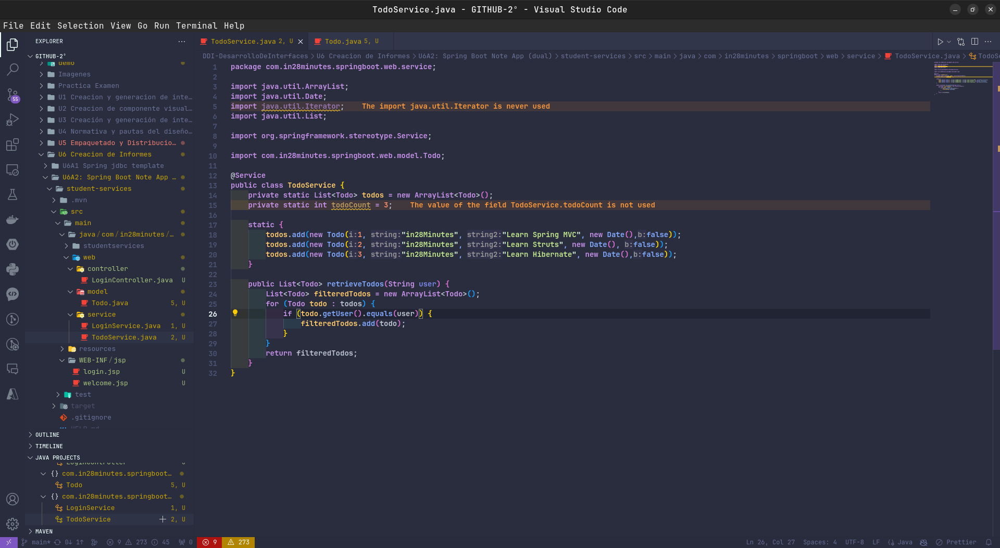 TodoService.java - GITHUB-2° - Visual Studio Code
File Edit Selection View Go Run Terminal Help
EXPLORER
GITHUB-2°
demo
Imagenes
Practica Examen
U1 Creacion y generacion de inte…
U2 Creacion de componente visual…
U3 Creación y generación de inte…
U4 Normativa y pautas del diseño…
U5 Empaquetado y Distribucio…
U6 Creacion de Informes
U6A1 Spring jdbc template
U6A2: Spring Boot Note App …
student-services
.mvn
src
main
java/com/in28minutes/…
studentservices
web
controller
LoginController.java U
model
Todo.java 5, U
service
LoginService.java 1, U
TodoService.java 2, U
resources
WEB-INF/jsp
login.jsp U
welcome.jsp U
test
target
.gitignore
OUTLINE
TIMELINE
JAVA PROJECTS
LoginController U
{} com.in28minutes.springboot…
Todo 5, U
{} com.in28minutes.springboot…
LoginService 1, U
TodoService 2, U
MAVEN
55
TodoService.java 2, U
Todo.java 5, U
DDI-DesarrolloDeInterfaces > U6 Creacion de Informes > U6A2: Spring Boot Note App (dual) > student-services > src > main > java > com > in28minutes > springboot > web > service > TodoService.java > TodoS
1 package com.in28minutes.springboot.web.service;
2
3 import java.util.ArrayList;
4 import java.util.Date;
5 import java.util.Iterator; The import java.util.Iterator is never used
6 import java.util.List;
7
8 import org.springframework.stereotype.Service;
9
10 import com.in28minutes.springboot.web.model.Todo;
11
12 @Service
13 public class TodoService {
14 private static List<Todo> todos = new ArrayList<Todo>();
15 private static int todoCount = 3; The value of the field TodoService.todoCount is not used
16
17 static {
18 todos.add(new Todo(i:1, string:"in28Minutes", string2:"Learn Spring MVC", new Date(),b:false));
19 todos.add(new Todo(i:2, string:"in28Minutes", string2:"Learn Struts", new Date(), b:false));
20 todos.add(new Todo(i:3, string:"in28Minutes", string2:"Learn Hibernate", new Date(),b:false));
21 }
22
23 public List<Todo> retrieveTodos(String user) {
24 List<Todo> filteredTodos = new ArrayList<Todo>();
25 for (Todo todo : todos) {
26 if (todo.getUser().equals(user)) {
27 filteredTodos.add(todo);
28 }
29 }
30 return filteredTodos;
31 }
32 }
main* 0↓ 1↑ 9 273 45 0 9 273 Ln 26, Col 27 Spaces: 4 UTF-8 LF Java Prettier